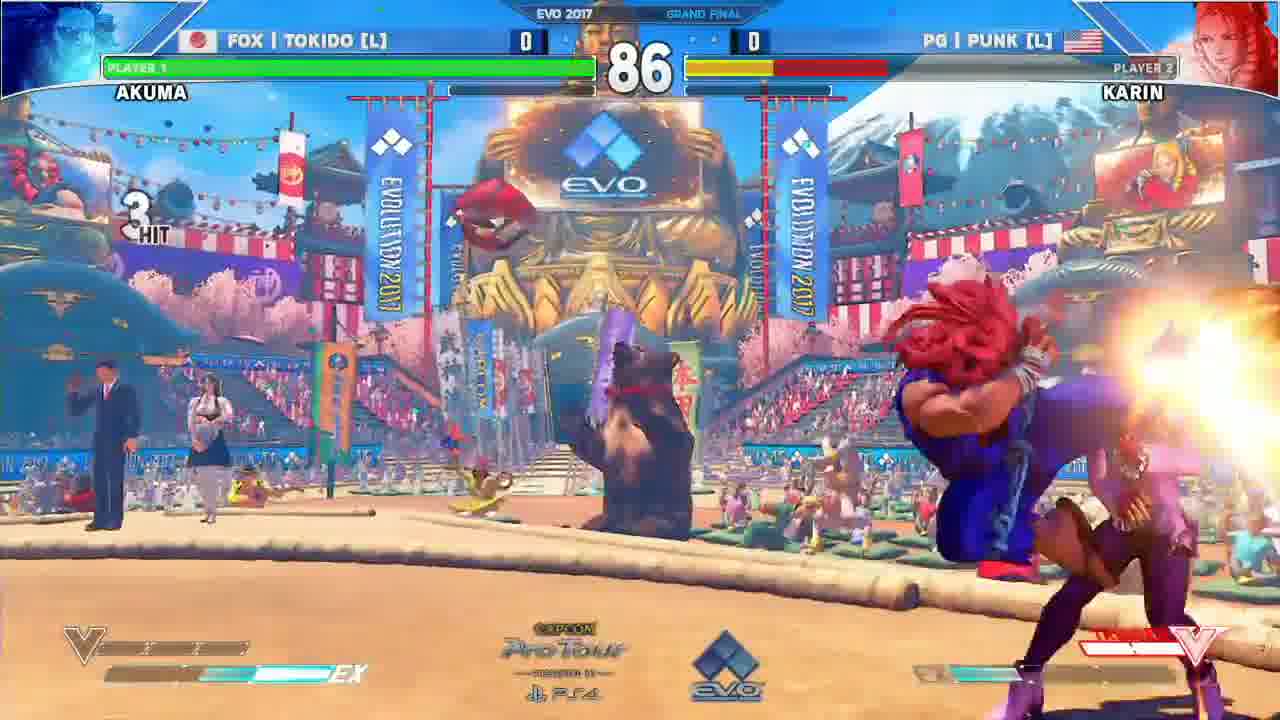 EVO 2017
GRAND FINAL
FOX | TOKIDO [L]
0
86
0
PG | PUNK [L]
PLAYER 1
PLAYER 2
AKUMA
KARIN
EVO
EVOLUTION 2017
EVOLUTION 2017
3
HIT
EX
CAPCOM
Pro Tour
PS4
EVO